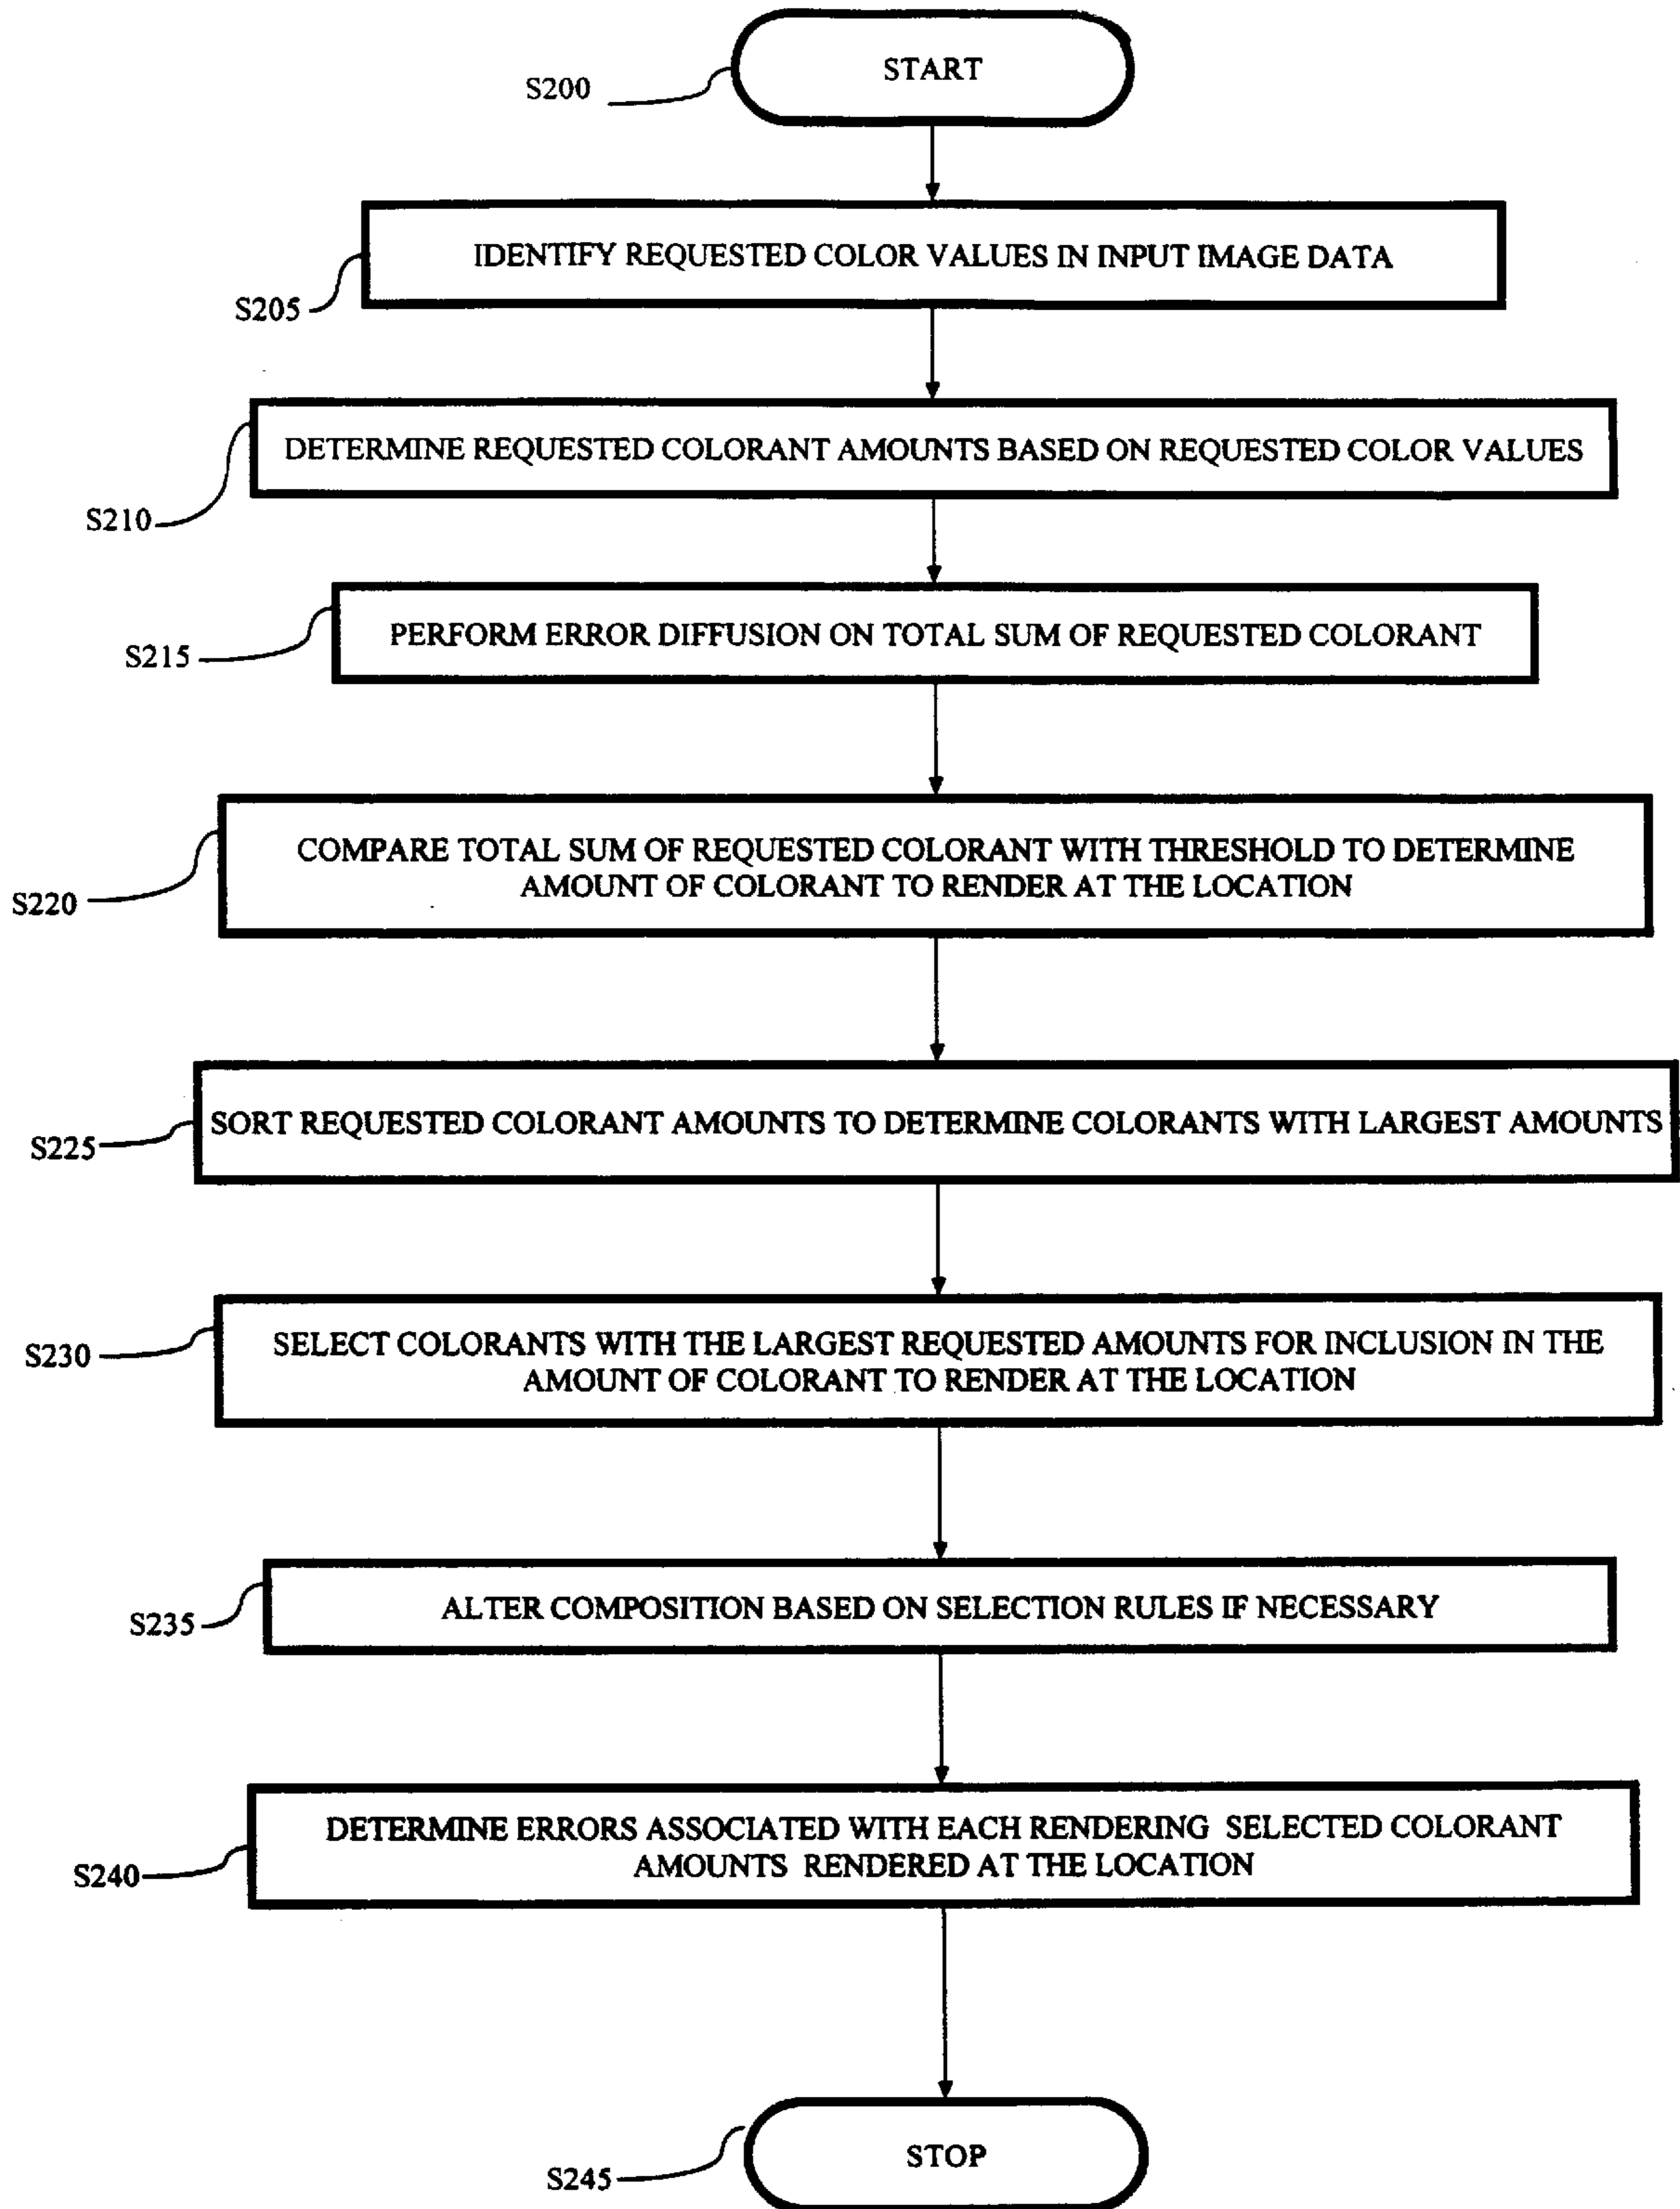 START
S200
IDENTIFY REQUESTED COLOR VALUES IN INPUT IMAGE DATA
S205
DETERMINE REQUESTED COLORANT AMOUNTS BASED ON REQUESTED COLOR VALUES
S210
PERFORM ERROR DIFFUSION ON TOTAL SUM OF REQUESTED COLORANT
S215
COMPARE TOTAL SUM OF REQUESTED COLORANT WITH THRESHOLD TO DETERMINE
AMOUNT OF COLORANT TO RENDER AT THE LOCATION
S220
SORT REQUESTED COLORANT AMOUNTS TO DETERMINE COLORANTS WITH LARGEST AMOUNTS
S225
SELECT COLORANTS WITH THE LARGEST REQUESTED AMOUNTS FOR INCLUSION IN THE
AMOUNT OF COLORANT TO RENDER AT THE LOCATION
S230
ALTER COMPOSITION BASED ON SELECTION RULES IF NECESSARY
S235
DETERMINE ERRORS ASSOCIATED WITH EACH RENDERING SELECTED COLORANT
AMOUNTS RENDERED AT THE LOCATION
S240
STOP
S245